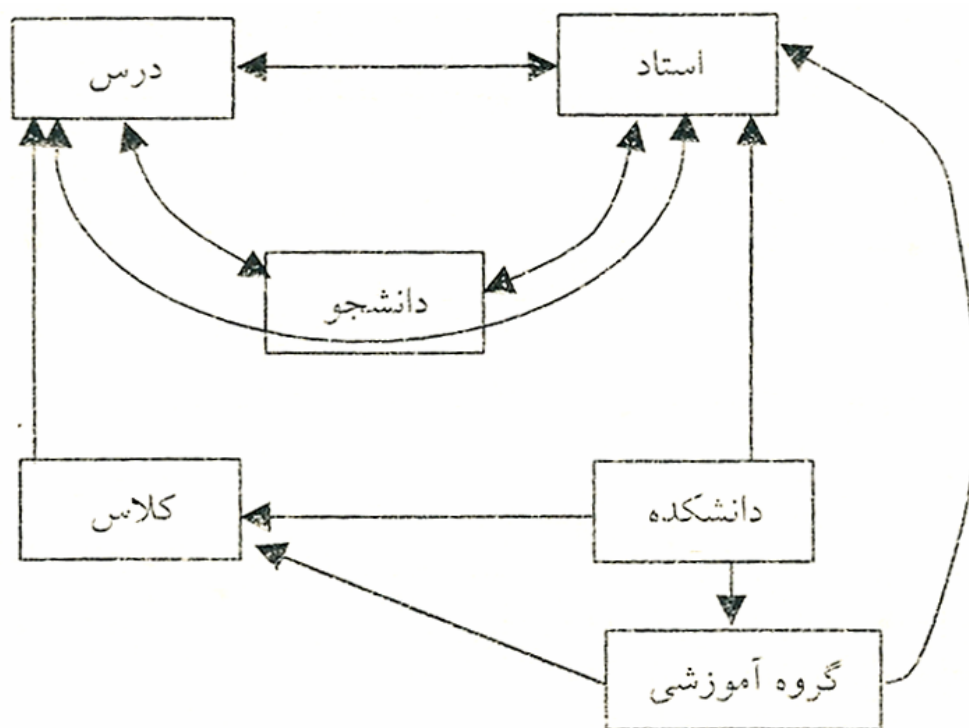 استاد
درس
دانشجو
دانشکده
کلاس
گروه آموزشی